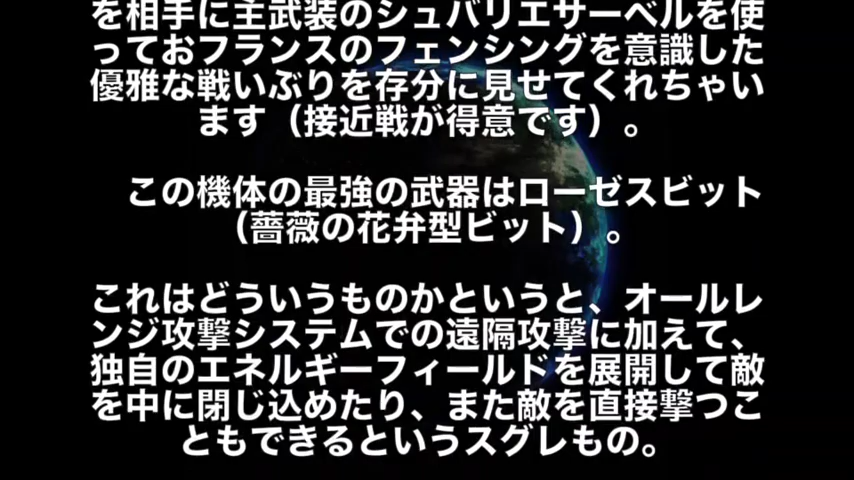 を相手に主武装のシュバリエサーベルを使
っておフランスのフェンシングを意識した
優雅な戦いぶりを存分に見せてくれちゃい
ます（接近戦が得意です）。
この機体の最強の武器はローゼスビット
（薔薇の花弁型ビット）。
これはどういうものかというと、オールレ
ンジ攻撃システムでの遠隔攻撃に加えて、
独自のエネルギーフィールドを展開して敵
を中に閉じ込めたり、また敵を直接撃つこ
ともできるというスグレもの。